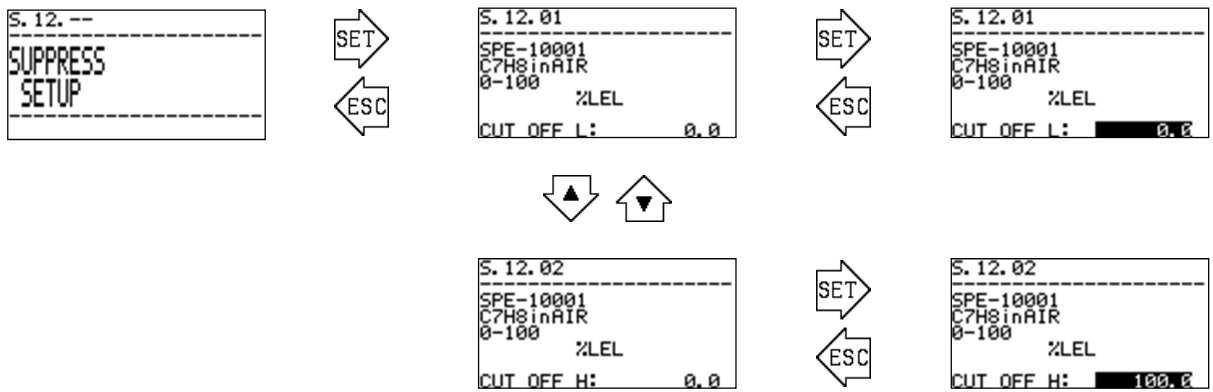 S.12.--
SUPPRESS
SETUP
SET
ESC
S.12.01
SPE-10001
C7H8inAIR
0-100
%LEL
CUT OFF L: 0.0
SET
ESC
S.12.01
SPE-10001
C7H8inAIR
0-100
%LEL
CUT OFF L: 0.0
S.12.02
SPE-10001
C7H8inAIR
0-100
%LEL
CUT OFF H: 0.0
SET
ESC
S.12.02
SPE-10001
C7H8inAIR
0-100
%LEL
CUT OFF H: 100.0